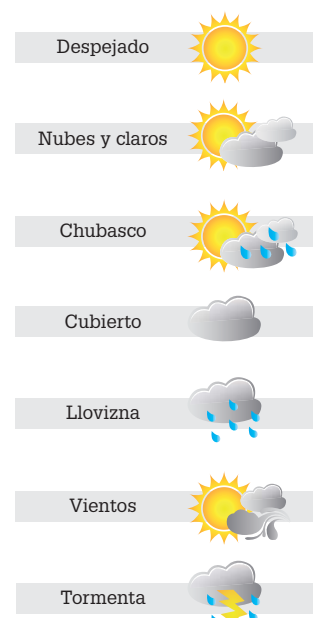 Despejado
Nubes y claros
Chubasco
Cubierto
Llovizna
Vientos
Tormenta